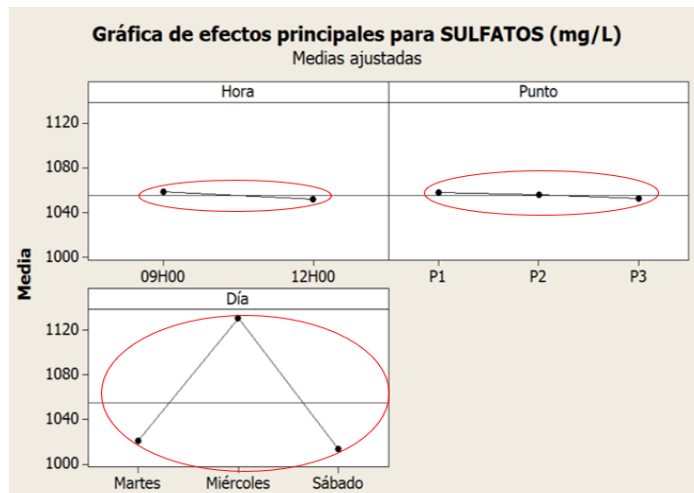 Gráfica de efectos principales para SULFATOS (mg/L)
Medias ajustadas
Hora
Punto
1120
1080
1040
1000
09H00
12H00
P1
P2
P3
Media
Día
1120
1080
1040
1000
Martes
Miércoles
Sábado